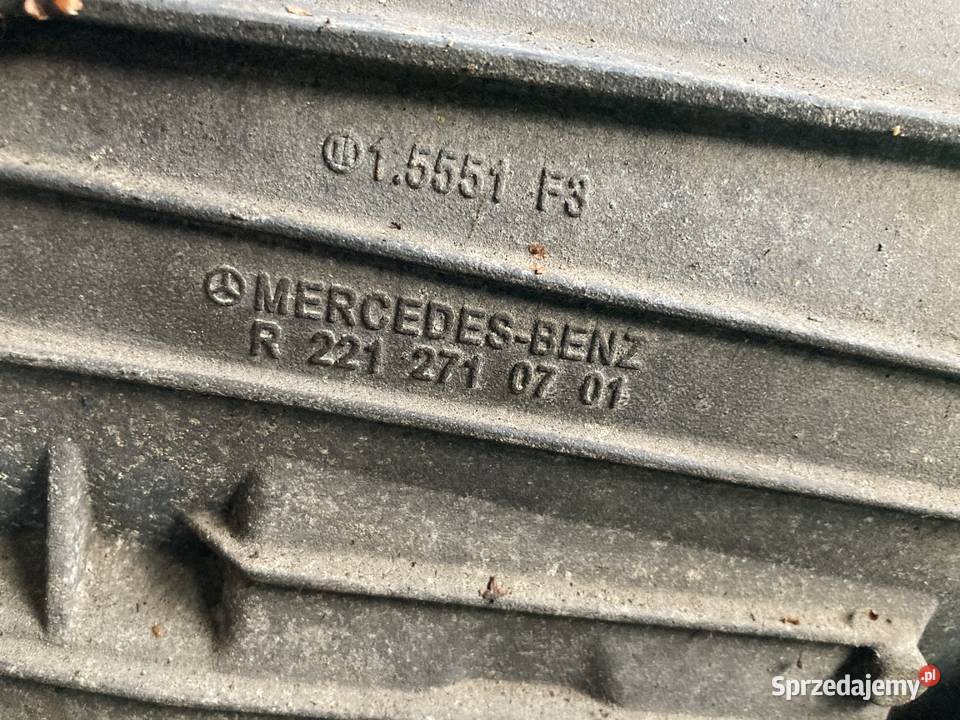 1.5551 F3
MERCEDES-BENZ
R 221 271 07 01
Sprzedajemy.pl